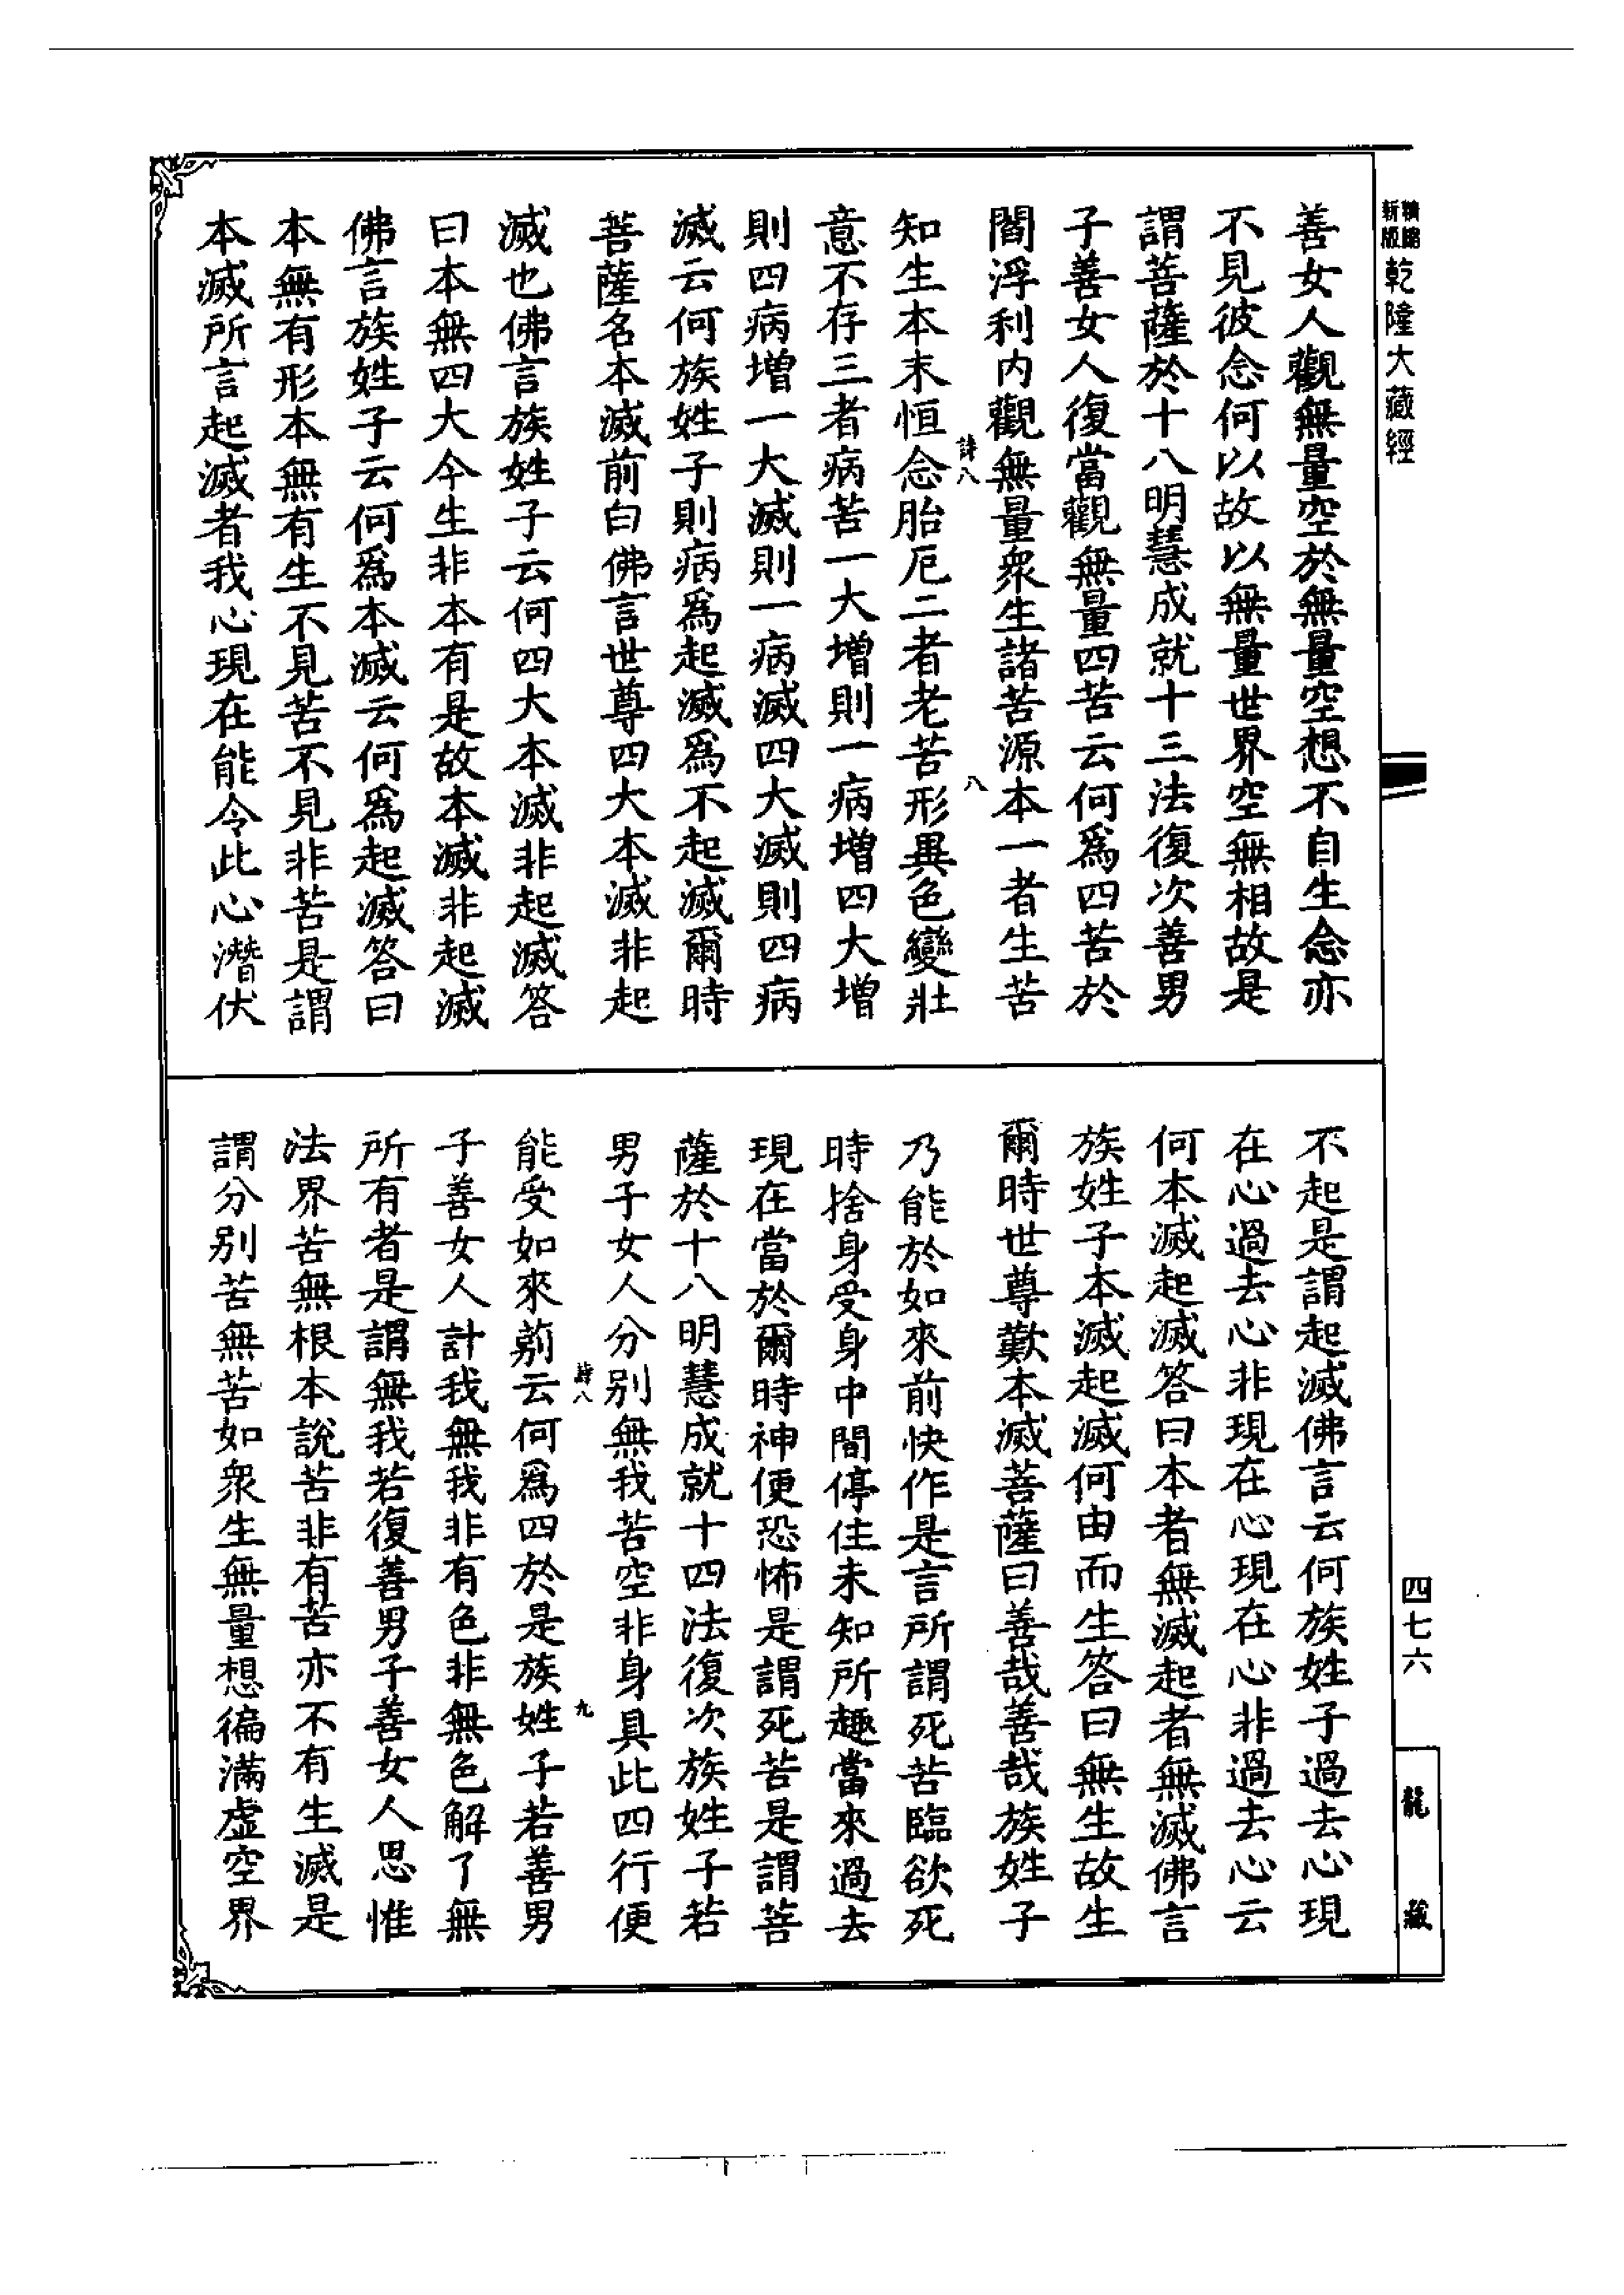 新版
乾隆大藏經
善女人觀無量空於無量空想不自生念亦
不見彼念何以故以無量世界空無相故是
謂菩薩於十八明慧成就十三法復次善男
子善女人復當觀無量四苦云何爲四苦於
閻浮利內觀無量衆生諸苦源本一者生苦
詩八
八
知生本末恒念胎厄二者老苦形異色變壯
意不存三者病苦一大增則一病增四大增
則四病增一大滅則一病滅四大滅則四病
滅云何族姓子則病爲起滅爲不起滅爾時
菩薩名本滅前白佛言世尊四大本滅非起
滅也佛言族姓子云何四大本滅非起滅答
曰本無四大今生非本有是故本滅非起滅
佛言族姓子云何爲本滅云何爲起滅答曰
本無有形本無有生不見苦不見非苦是謂
本滅所言起滅者我心現在能令此心潛伏
不起是謂起滅佛言云何族姓子過去心現
在心過去心非現在心現在心非過去心云
何本滅起滅答曰本者無滅起者無滅佛言
族姓子本滅起滅何由而生答曰無生故生
爾時世尊歎本滅菩薩曰善哉善哉族姓子
乃能於如來前快作是言所謂死苦臨欲死
時捨身受身中間停住未知所趣當來過去
現在當於爾時神便恐怖是謂死苦是謂菩
薩於十八明慧成就十四法復次族姓子若
男子女人分別無我苦空非身具此四行便
詩八
九
能受如來莂云何爲四於是族姓子若善男
子善女人計我無我非有色非無色解了無
所有者是謂無我若復善男子善女人思惟
法界苦無根本說苦非有苦亦不有生滅是
謂分別苦無苦如衆生無量想徧滿虛空界
四七六
龍藏